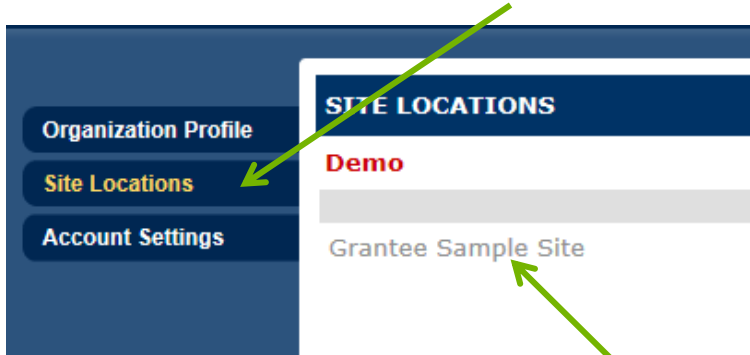 Organization Profile
Site Locations
Account Settings
SITE LOCATIONS
Demo
Grantee Sample Site